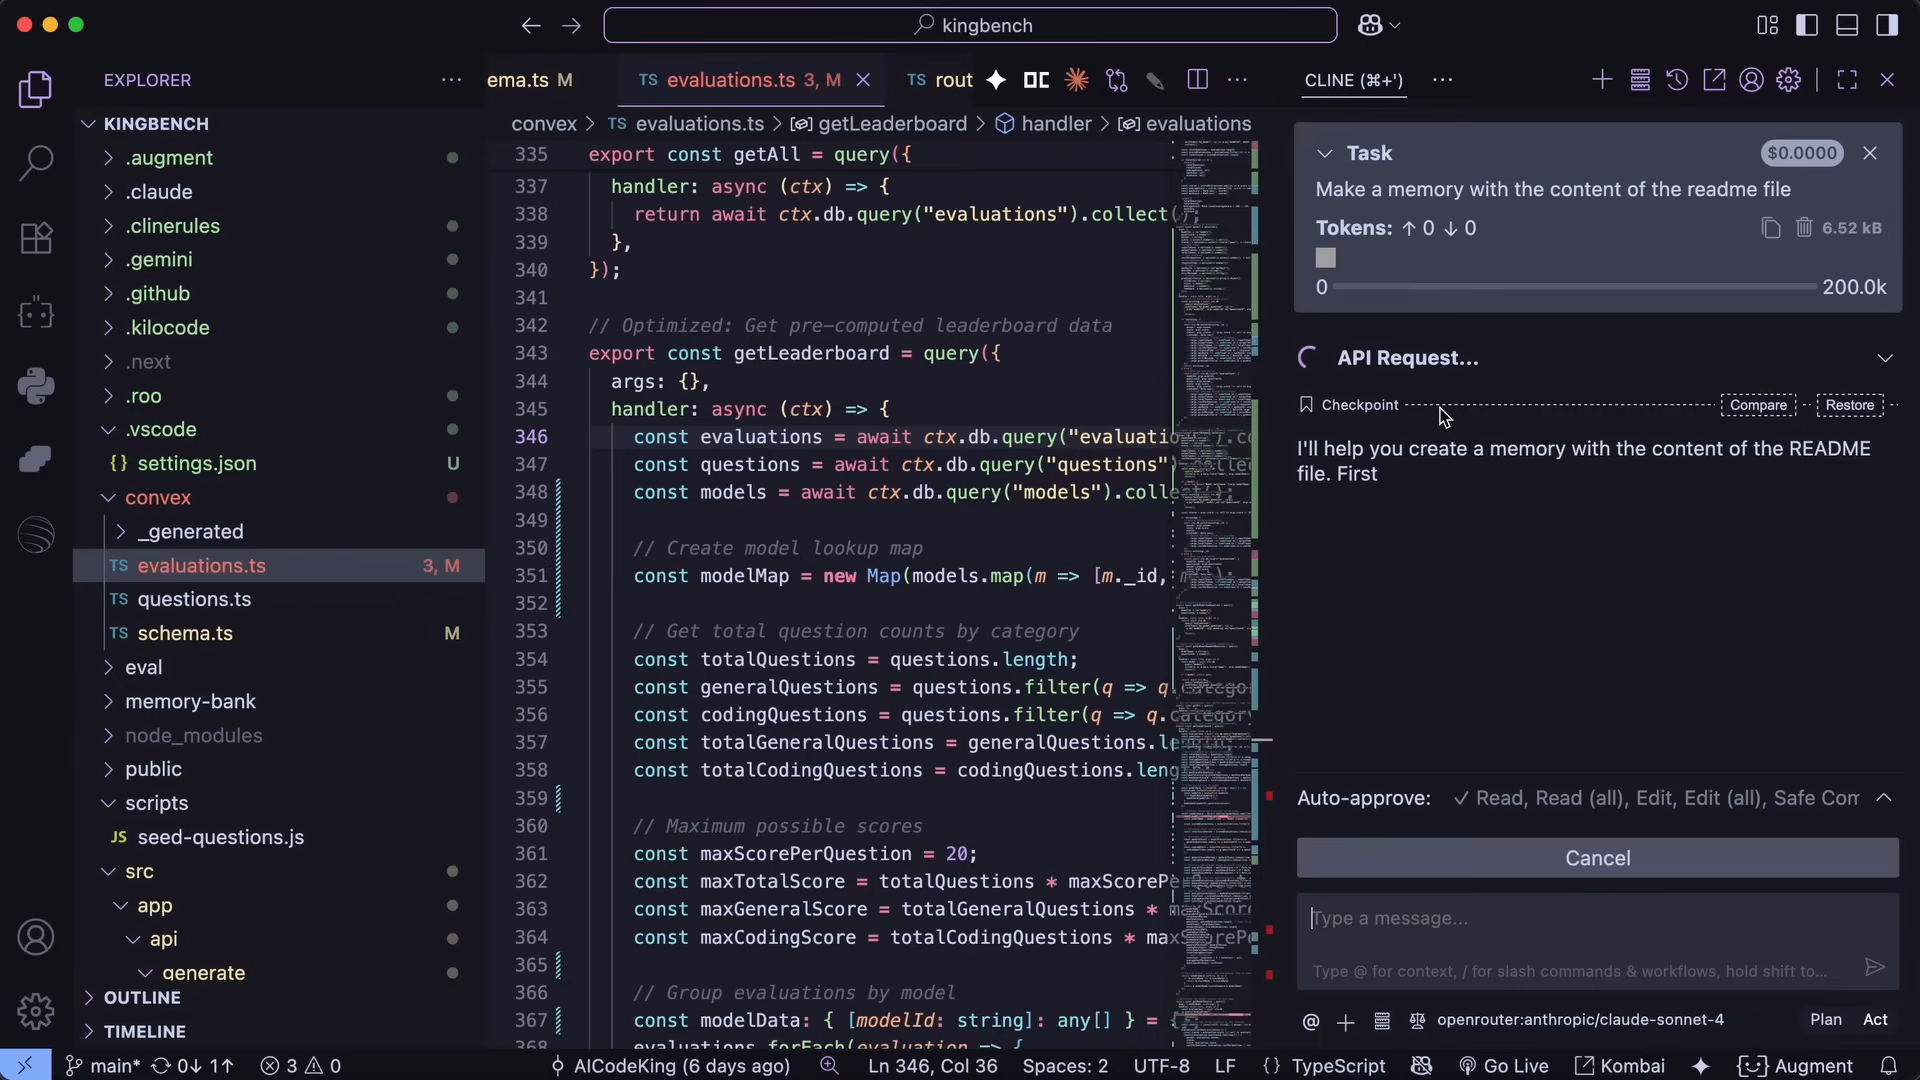 kingbench
EXPLORER
KINGBENCH
.augment
.claude
.clinerules
.gemini
.github
.kilocode
.next
.roo
.vscode
{} settings.json U
convex
_generated
TS evaluations.ts 3, M
TS questions.ts
TS schema.ts M
eval
memory-bank
node_modules
public
scripts
JS seed-questions.js
src
app
api
generate
OUTLINE
TIMELINE
ema.ts M
TS evaluations.ts 3, M
TS rout
convex > TS evaluations.ts > getLeaderboard > handler > evaluations
335 export const getAll = query({
337 handler: async (ctx) => {
338 return await ctx.db.query("evaluations").collect();
339 },
340 });
341
342 // Optimized: Get pre-computed leaderboard data
343 export const getLeaderboard = query({
344 args: {},
345 handler: async (ctx) => {
346 const evaluations = await ctx.db.query("evaluatio
347 const questions = await ctx.db.query("questions"
348 const models = await ctx.db.query("models").coll
349
350 // Create model lookup map
351 const modelMap = new Map(models.map(m => [m._id,
352
353 // Get total question counts by category
354 const totalQuestions = questions.length;
355 const generalQuestions = questions.filter(q => q
356 const codingQuestions = questions.filter(q => q.category
357 const totalGeneralQuestions = generalQuestions.le
358 const totalCodingQuestions = codingQuestions.leng
359
360 // Maximum possible scores
361 const maxScorePerQuestion = 20;
362 const maxTotalScore = totalQuestions * maxScorePe
363 const maxGeneralScore = totalGeneralQuestions * maxScore
364 const maxCodingScore = totalCodingQuestions * maxScorePe
365
366 // Group evaluations by model
367 const modelData: { [modelId: string]: any[] } = {
368 evaluations.forEach(evaluation => {
CLINE (⌘+')
Task $0.0000
Make a memory with the content of the readme file
Tokens: ↑ 0 ↓ 0 6.52 kB
0 200.0k
API Request...
Checkpoint Compare Restore
I'll help you create a memory with the content of the README
file. First
Auto-approve: ✓ Read, Read (all), Edit, Edit (all), Safe Com
Cancel
Type a message...
Type @ for context, / for slash commands & workflows, hold shift to...
@ openrouter:anthropic/claude-sonnet-4 Plan Act
main* 0↓ 1↑ 3 0 AICodeKing (6 days ago) Ln 346, Col 36 Spaces: 2 UTF-8 LF {} TypeScript Go Live Kombai Augment